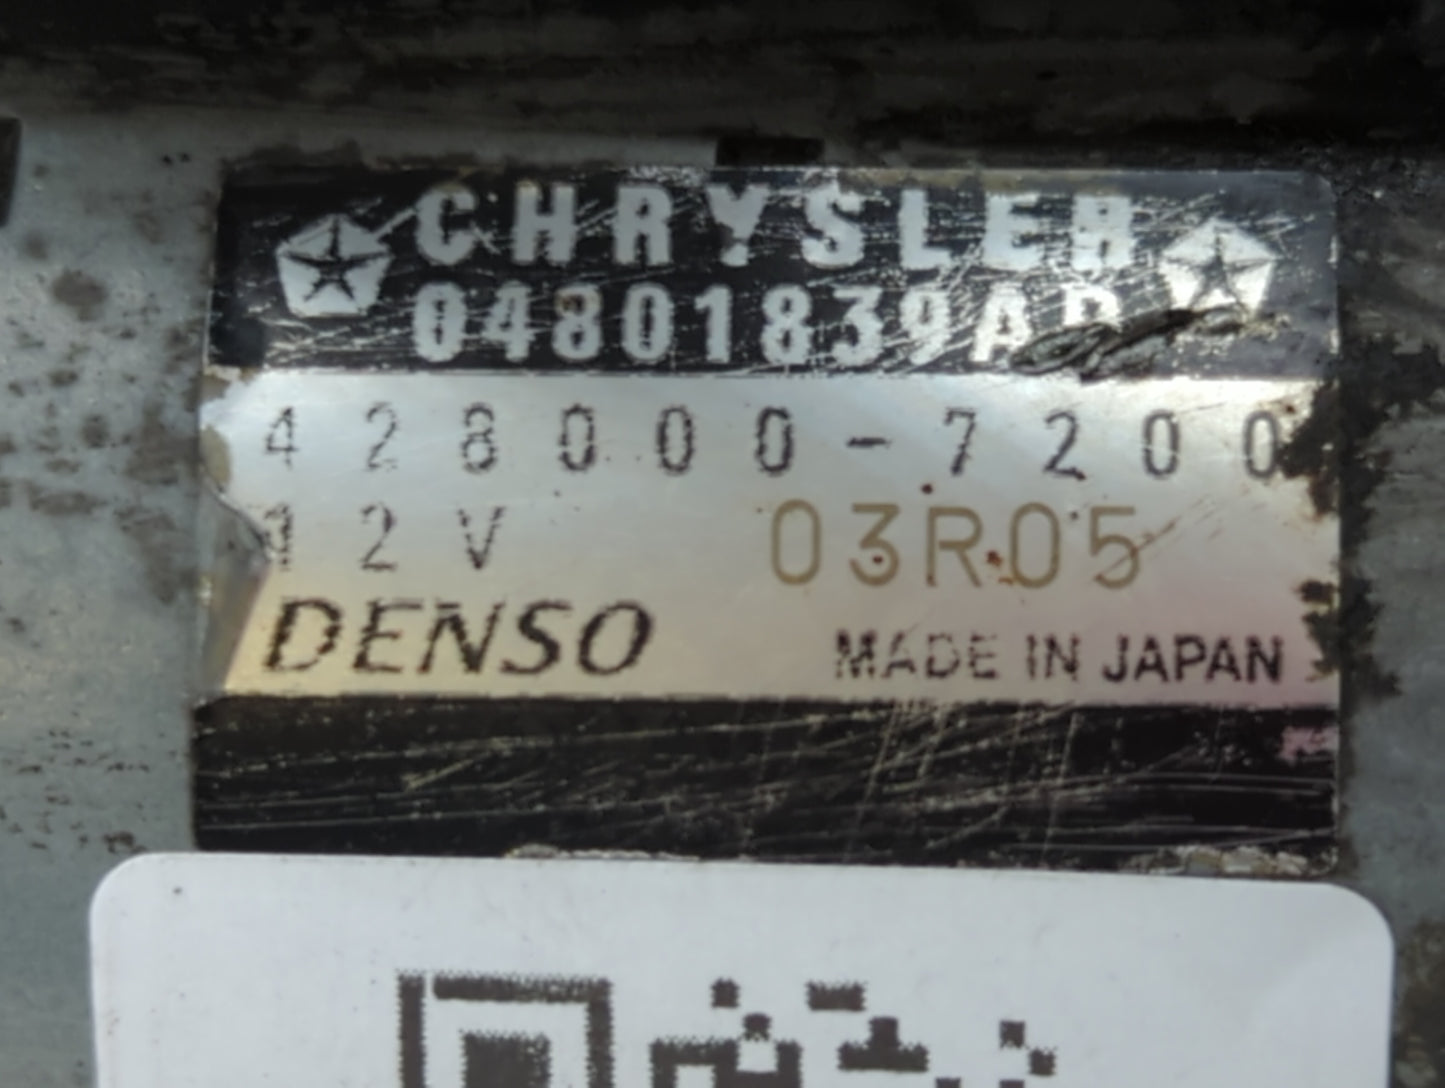 CHRYSLER
04801839AB
428000-7200
12V 03R05
DENSO MADE IN JAPAN